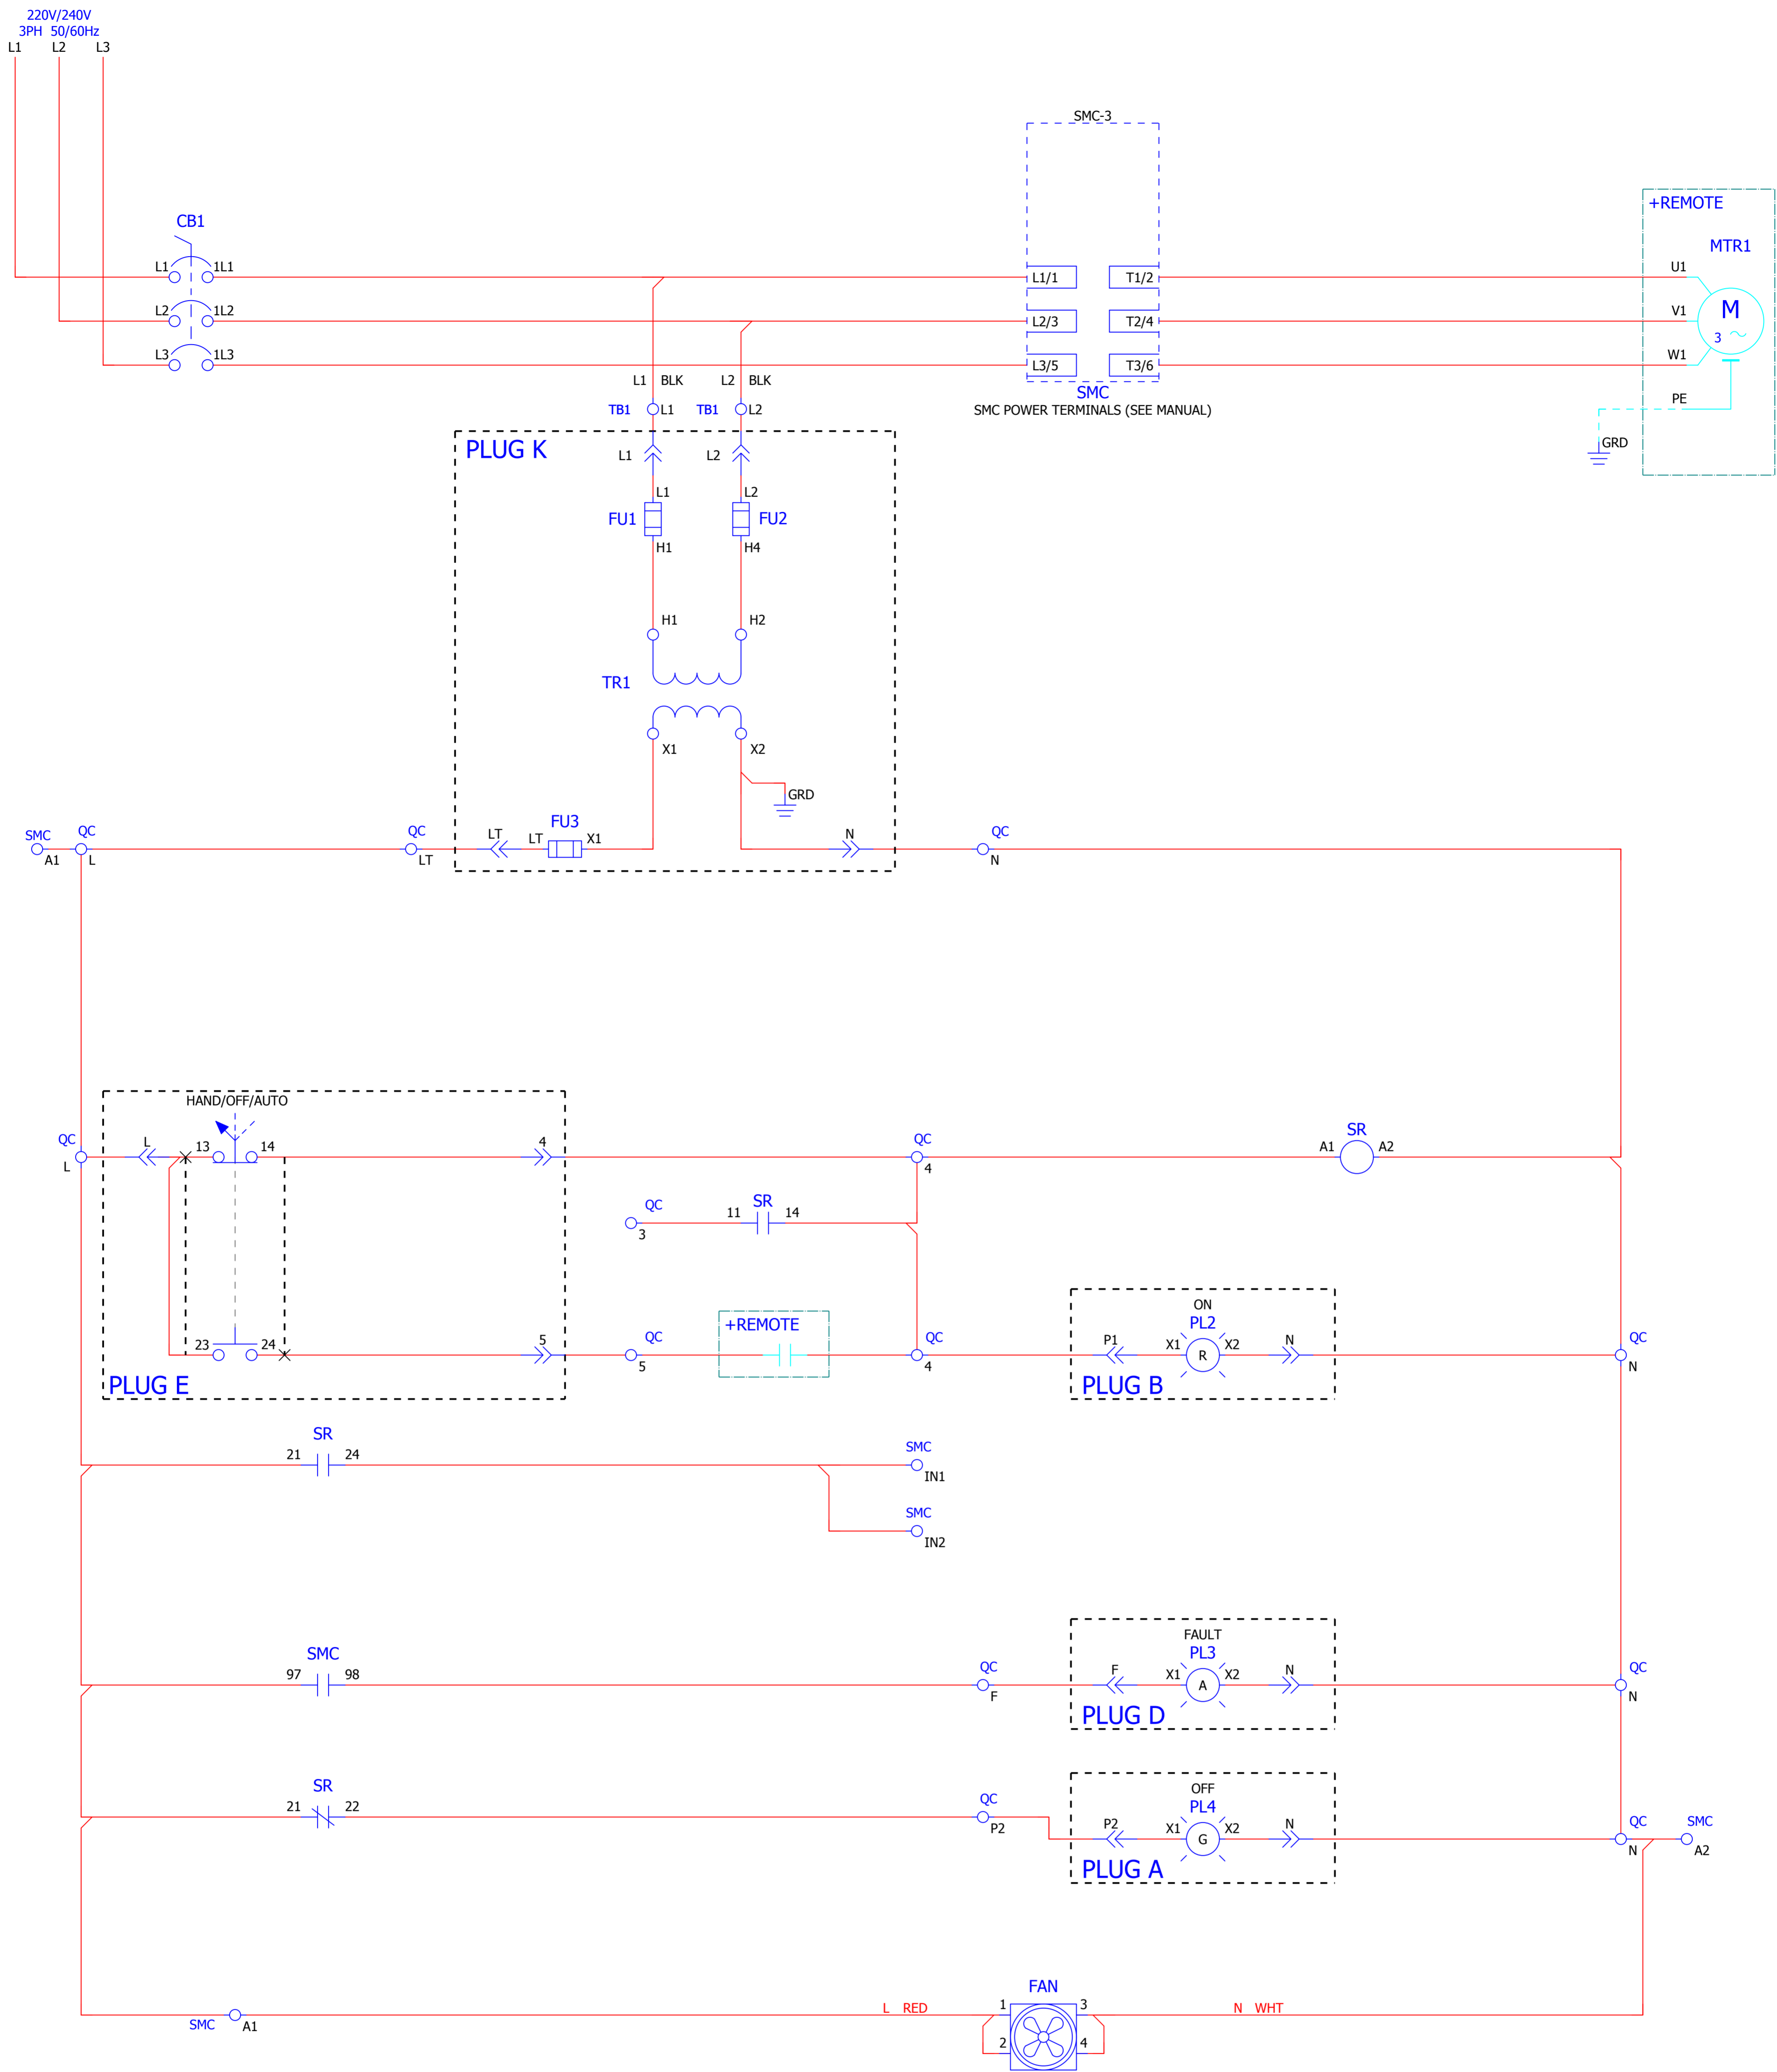 220V/240V
3PH 50/60Hz
L1 L2 L3
SMC-3
+REMOTE
CB1
MTR1
L1 1L1
L1/1 T1/2
U1
L2 1L2
L2/3 T2/4
V1
M
3
L3 1L3
L3/5 T3/6
W1
L1 BLK L2 BLK
SMC
PE
TB1 L1 TB1 L2
SMC POWER TERMINALS (SEE MANUAL)
GRD
PLUG K
L1 L2
L1 L2
FU1 FU2
H1 H4
H1 H2
TR1
X1 X2
GRD
SMC QC QC
FU3
LT LT X1
N
QC
A1 L LT
N
HAND/OFF/AUTO
QC
L
L 13 14
4
QC
4
SR
A1 A2
QC
3
SR
11 14
ON
PL2
+REMOTE
23 24
5
QC
5
QC
4
P1 X1 R X2 N
QC
N
PLUG E
PLUG B
SR
21 24
SMC
IN1
SMC
IN2
FAULT
PL3
SMC
97 98
QC
F
F X1 A X2 N
QC
N
PLUG D
OFF
PL4
SR
21 22
QC
P2
P2 X1 G X2 N
QC
N
SMC
A2
PLUG A
FAN
SMC A1
L RED
1 3
2 4
N WHT